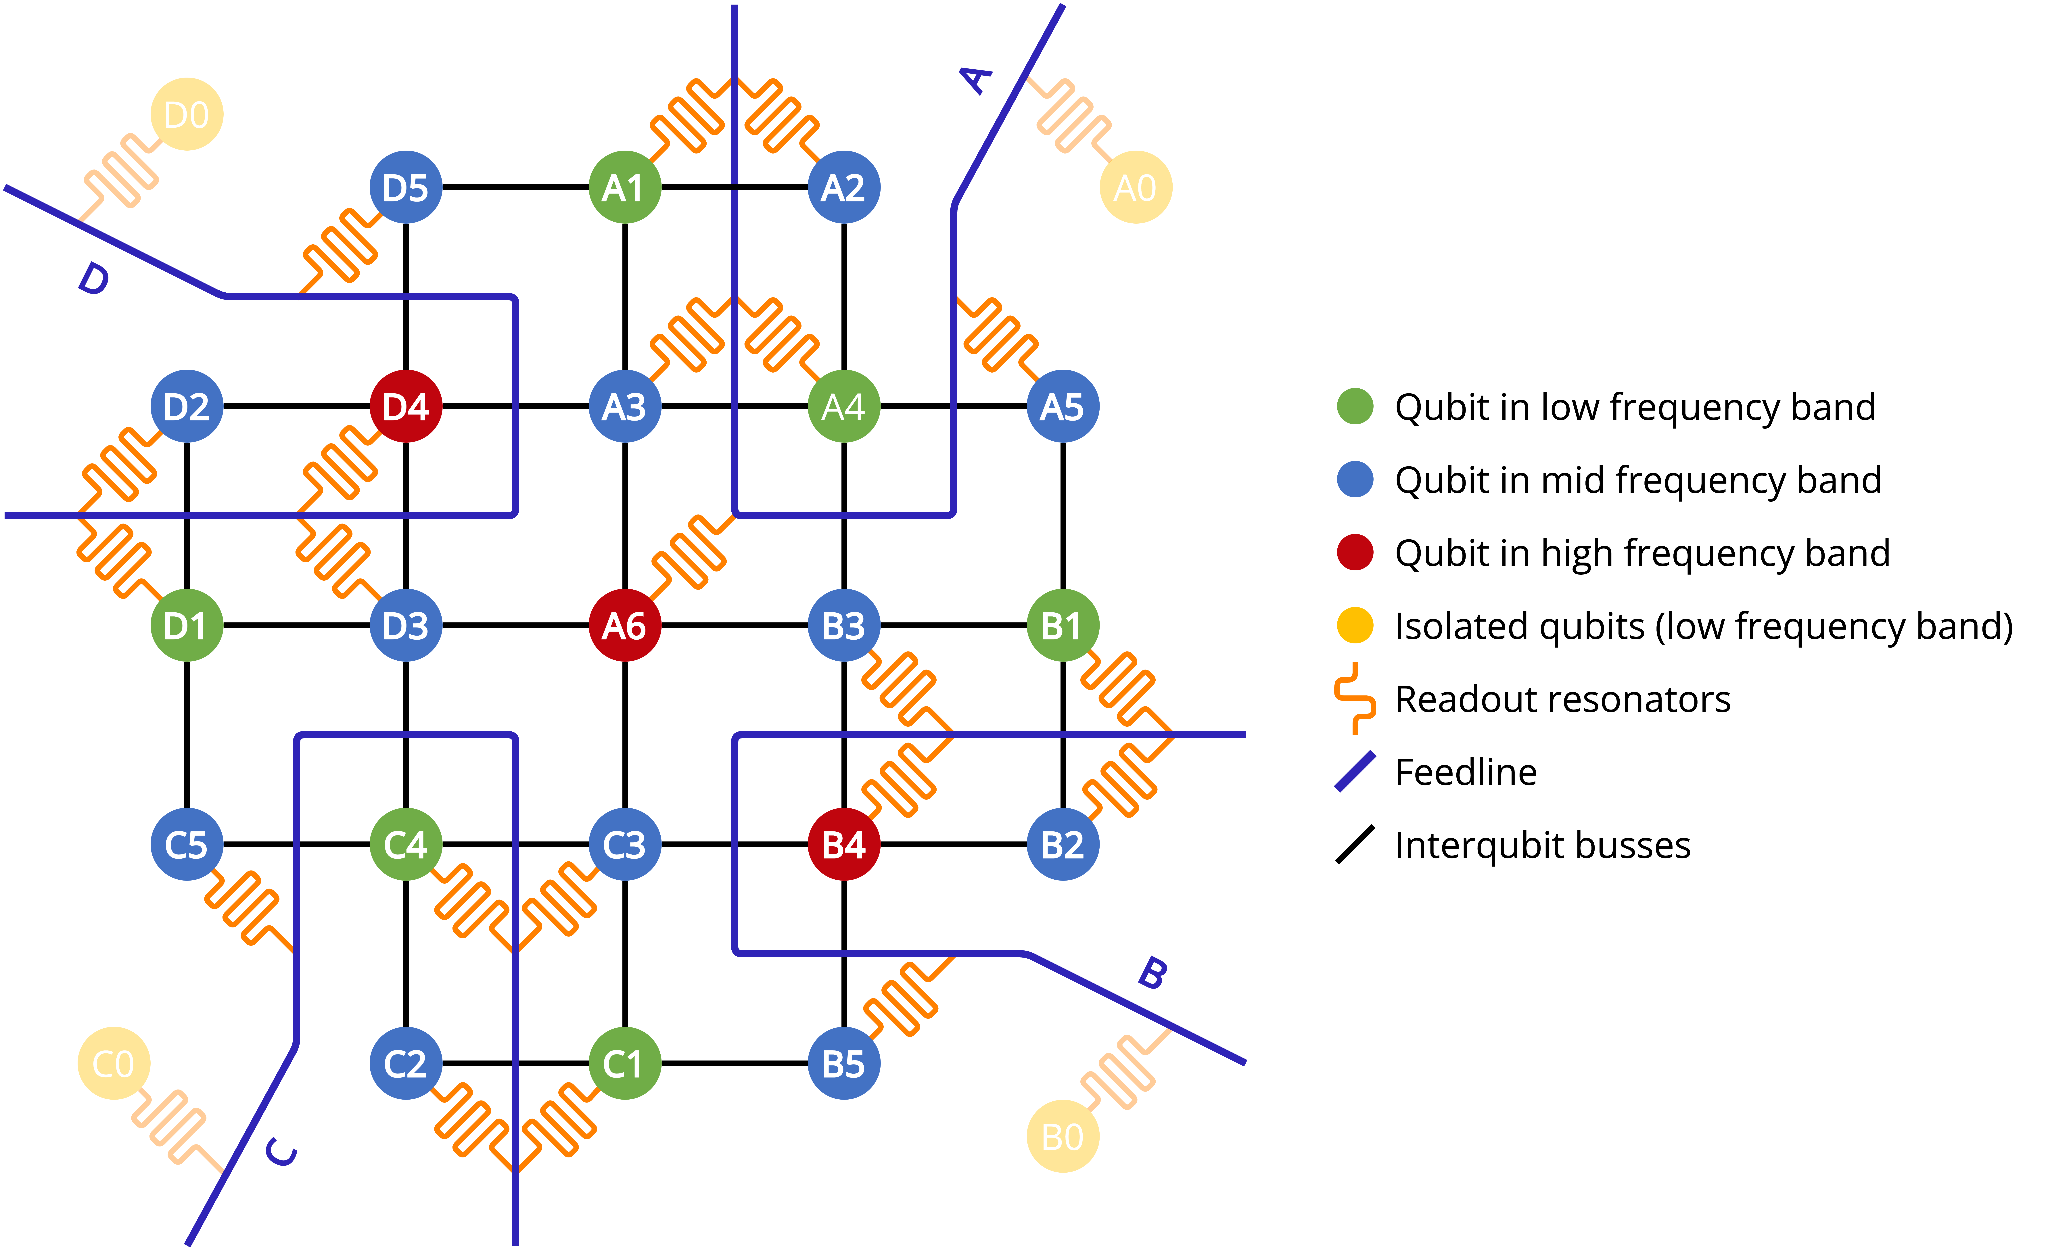 A
D0
A0
D5 A1 A2
D
D2 D4 A3 A4 A5
Qubit in low frequency band
Qubit in mid frequency band
Qubit in high frequency band
D1 D3 A6 B3 B1
Isolated qubits (low frequency band)
Readout resonators
Feedline
C5 C4 C3 B4 B2
Interqubit busses
B
C0 C2 C1 B5
B0
C